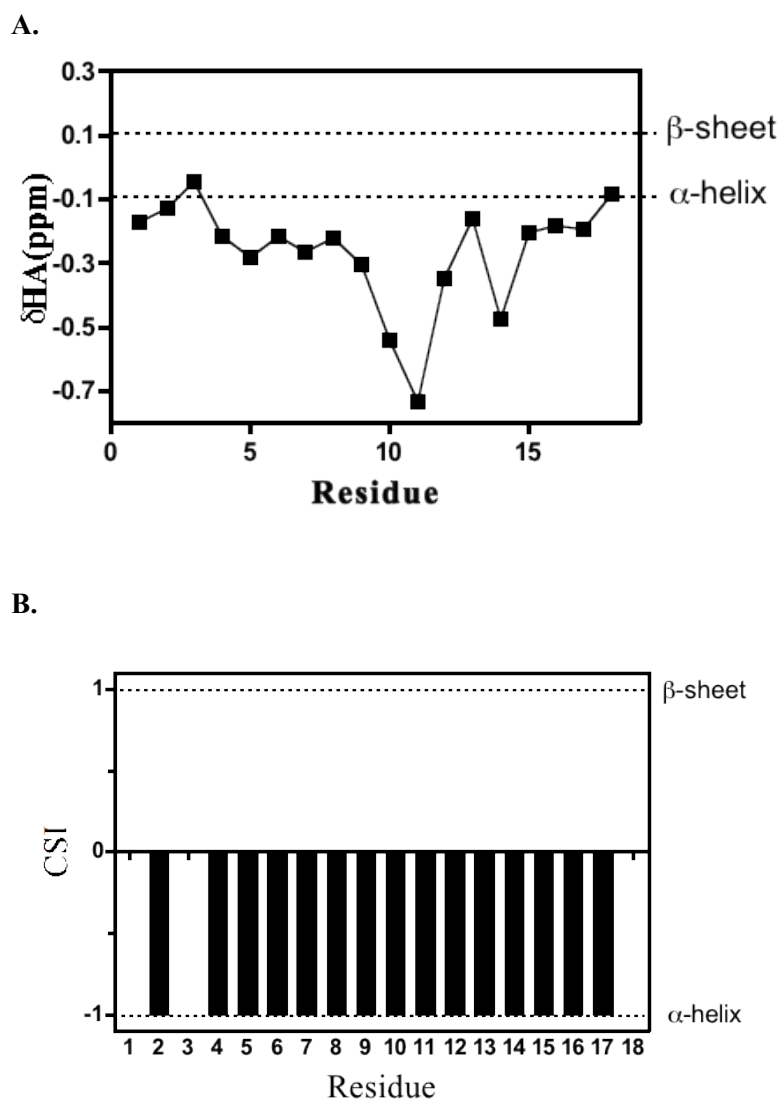 A.
0.3
0.1
-0.1
-0.3
-0.5
-0.7
δHA(ppm)
β-sheet
α-helix
0 5 10 15
Residue
B.
1
0
-1
CSI
β-sheet
α-helix
1 2 3 4 5 6 7 8 9 10 11 12 13 14 15 16 17 18
Residue